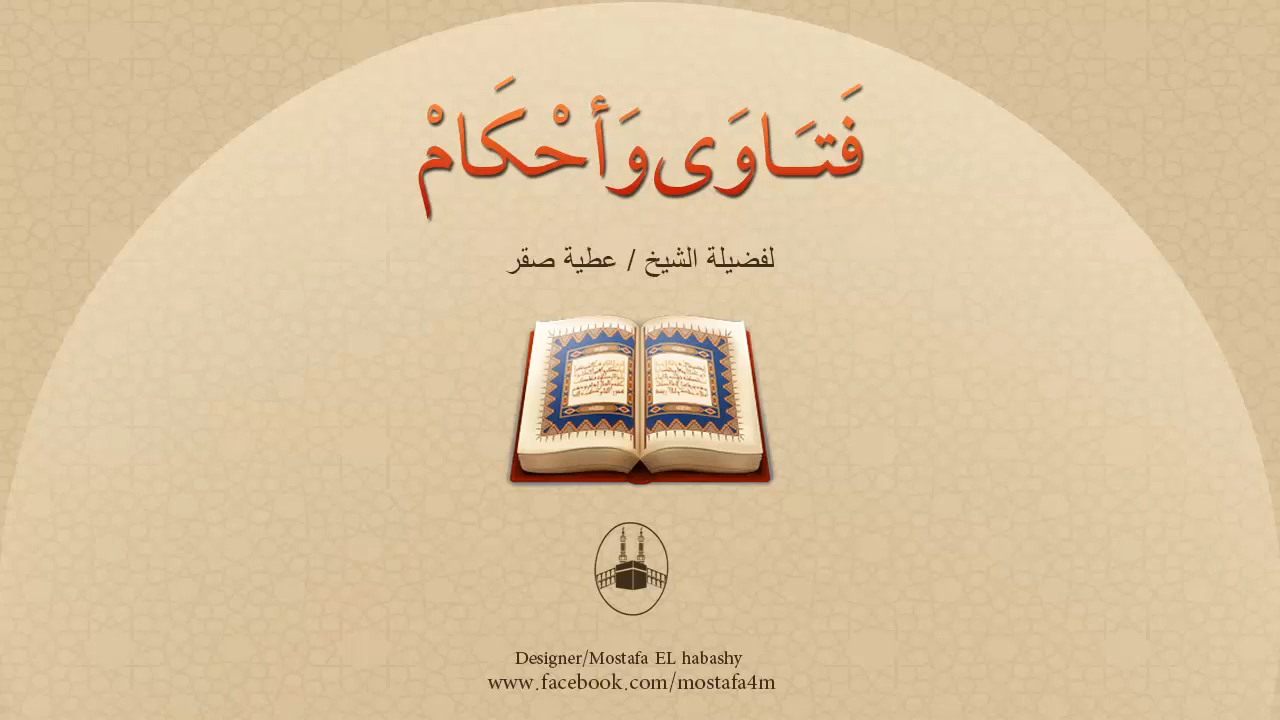 فَتَـاوَى وَأَحْكَامْ
لفضيلة الشيخ / عطية صقر
Designer/Mostafa EL habashy
www.facebook.com/mostafa4m